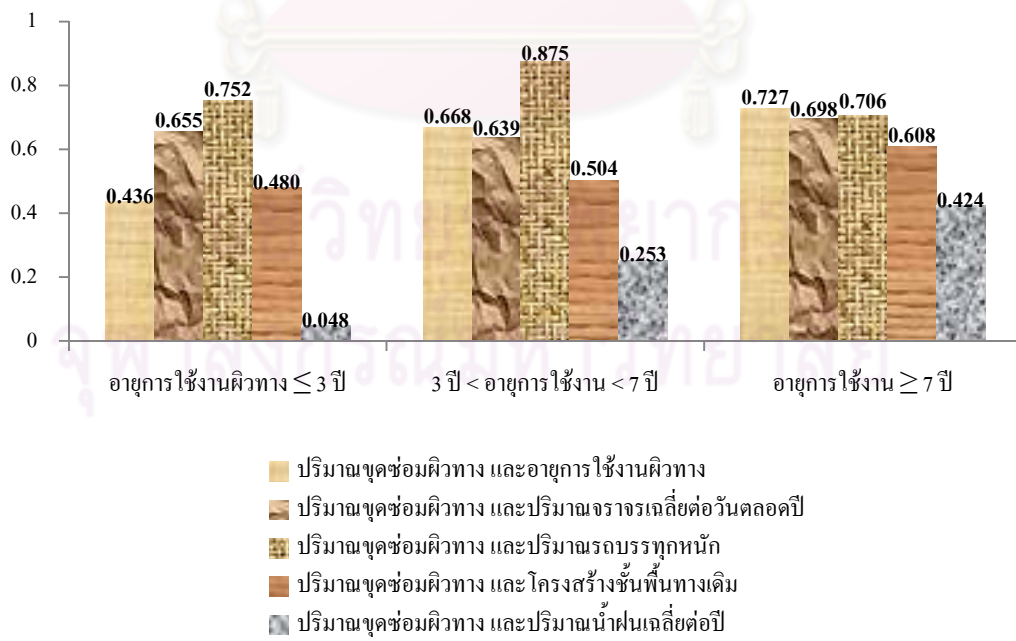 1
0.8
0.6
0.4
0.2
0
0.436
0.655
0.752
0.480
0.048
0.668
0.639
0.875
0.504
0.253
0.727
0.698
0.706
0.608
0.424
อายุการใช้งานผิวทาง ≤ 3 ปี
3 ปี < อายุการใช้งาน < 7 ปี
อายุการใช้งาน ≥ 7 ปี
ปริมาณขุดซ่อมผิวทาง และอายุการใช้งานผิวทาง
ปริมาณขุดซ่อมผิวทาง และปริมาณจราจรเฉลี่ยต่อวันตลอดปี
ปริมาณขุดซ่อมผิวทาง และปริมาณรถบรรทุกหนัก
ปริมาณขุดซ่อมผิวทาง และโครงสร้างชั้นพื้นทางเดิม
ปริมาณขุดซ่อมผิวทาง และปริมาณน้ำฝนเฉลี่ยต่อปี